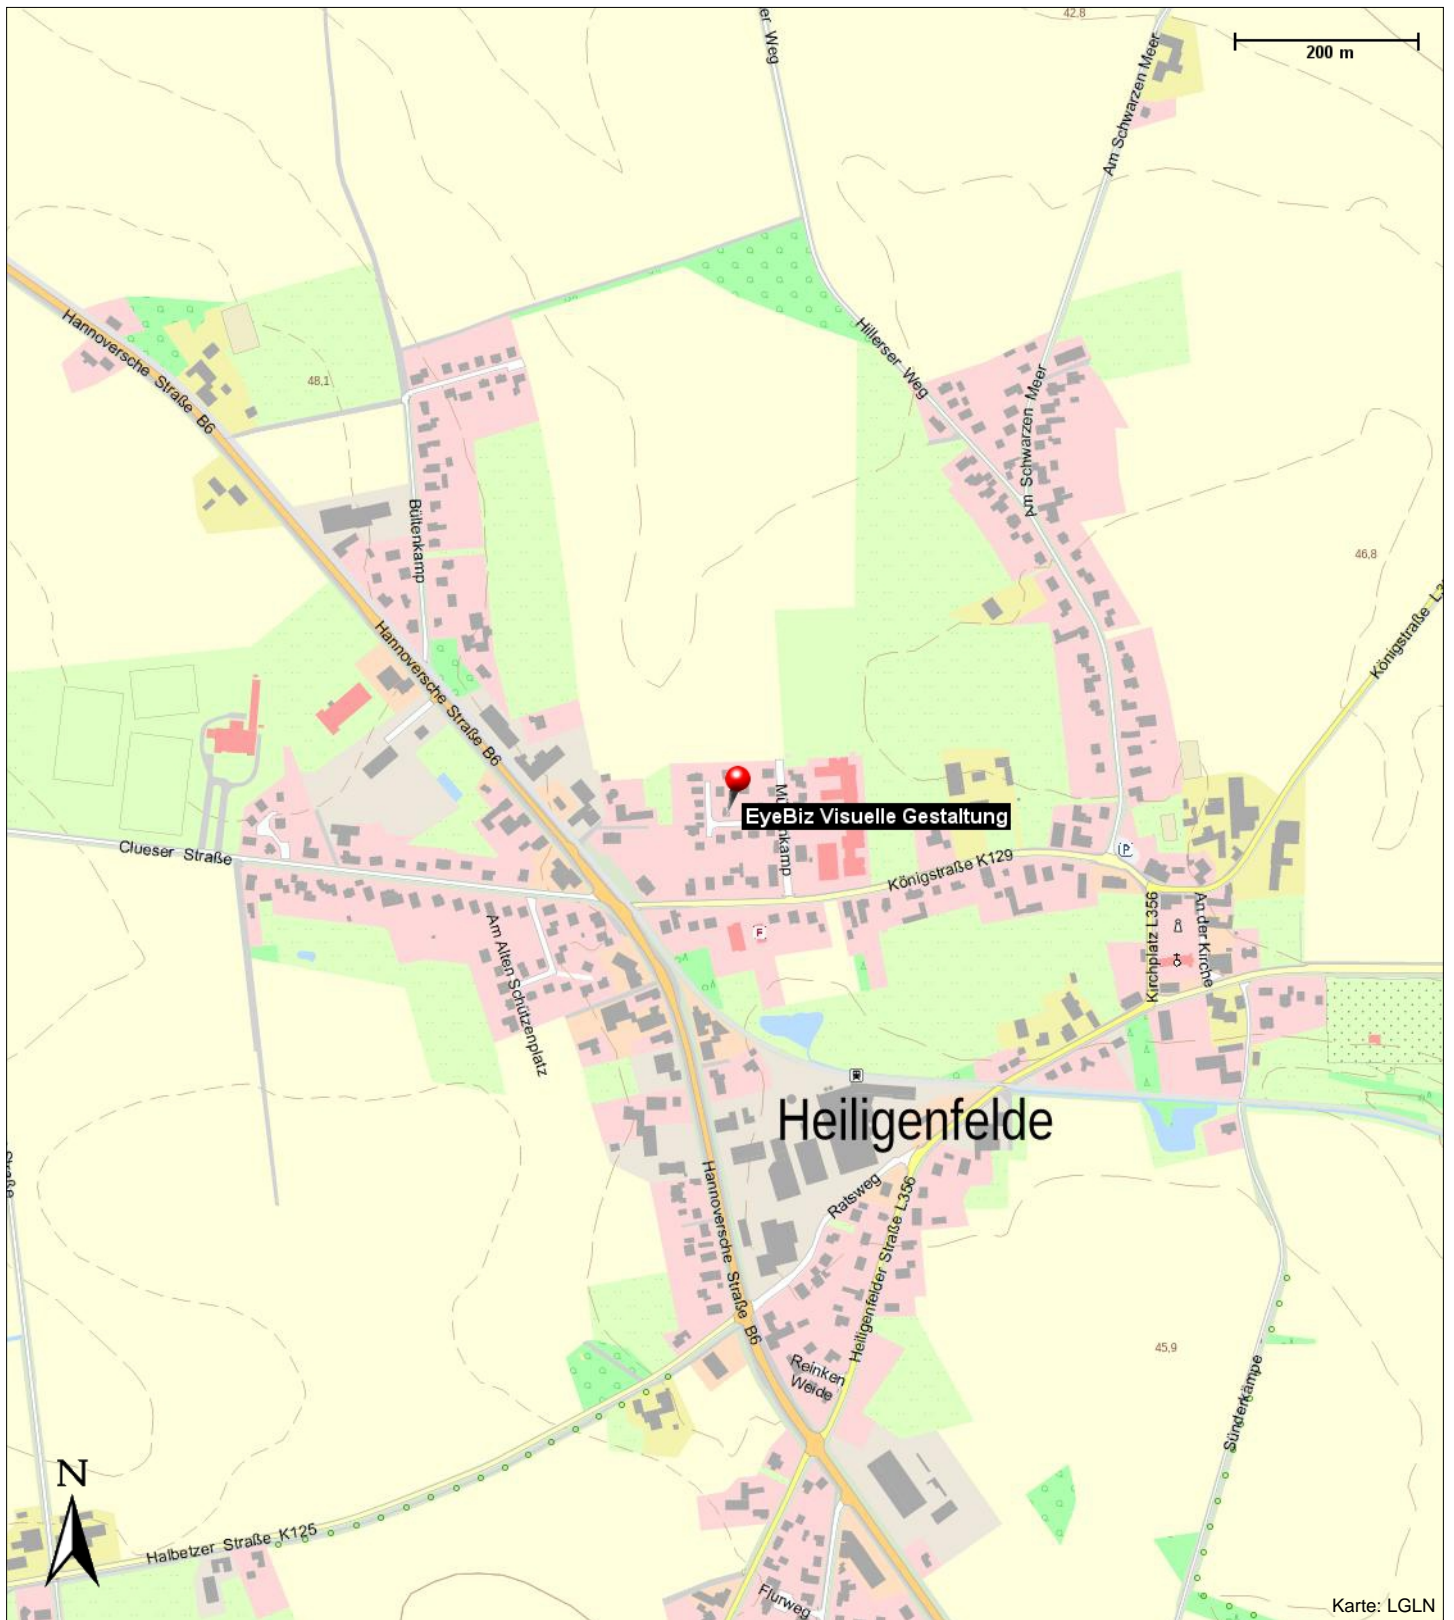 er Weg
42,8
200 m
Am Schwarzen Meer
Hannoversche Straße B6
48,1
Hillerser Weg
Am Schwarzen Meer
Bültenkamp
46,8
Hannoversche Straße B6
Königstraße
EyeBiz Visuelle Gestaltung
Clueser Straße
Königstraße K129
P
Am Alten Schützenplatz
F
Kirchplatz L356
An der Kirche
Heiligenfelde
Straße
Hannoversche Straße B6
Ratsweg
Heiligenfelder Straße L356
Reinken
Weide
45,9
Sünderkämpe
N
Halbetzer Straße K125
Flurweg
Karte: LGLN